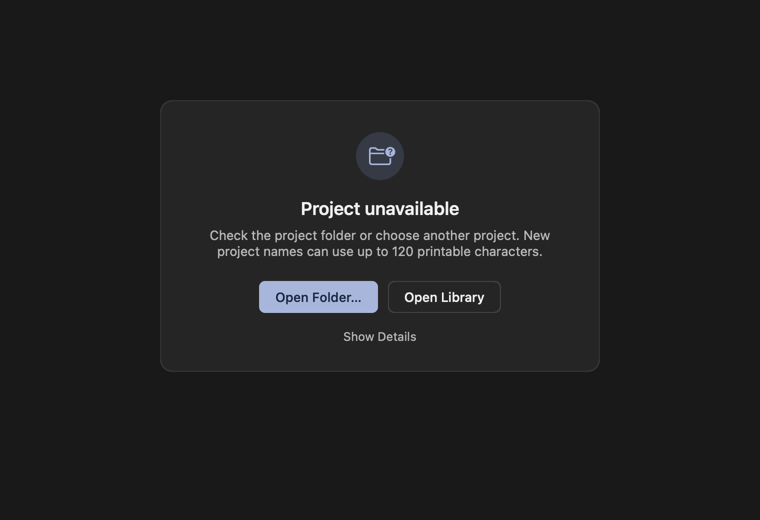 ?
Project unavailable
Check the project folder or choose another project. New
project names can use up to 120 printable characters.
Open Folder...
Open Library
Show Details